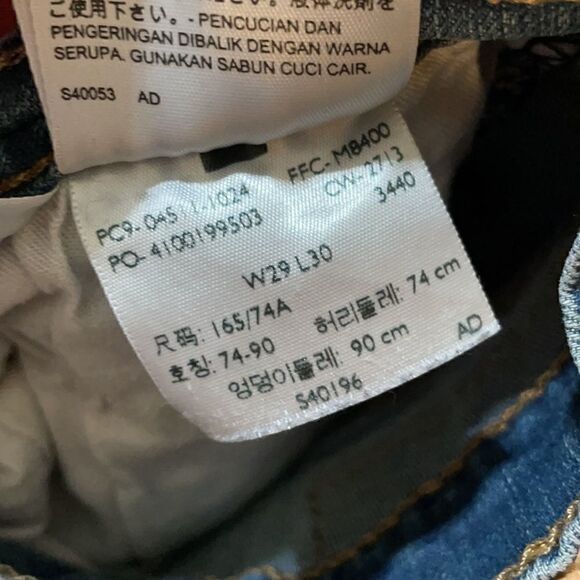 ご使用下さい。
- PENCUCIAN DAN
PENGERINGAN DIBALIK DENGAN WARNA
SERUPA. GUNAKAN SABUN CUCI CAIR.
S40053 AD
PC9-04511-1024 FFC-M8400
PO-4100199503 CW-2713
3440
W29 L30
尺码: 165/74A 허리둘레: 74 cm
호칭: 74-90 엉덩이둘레: 90 cm
S40196 AD